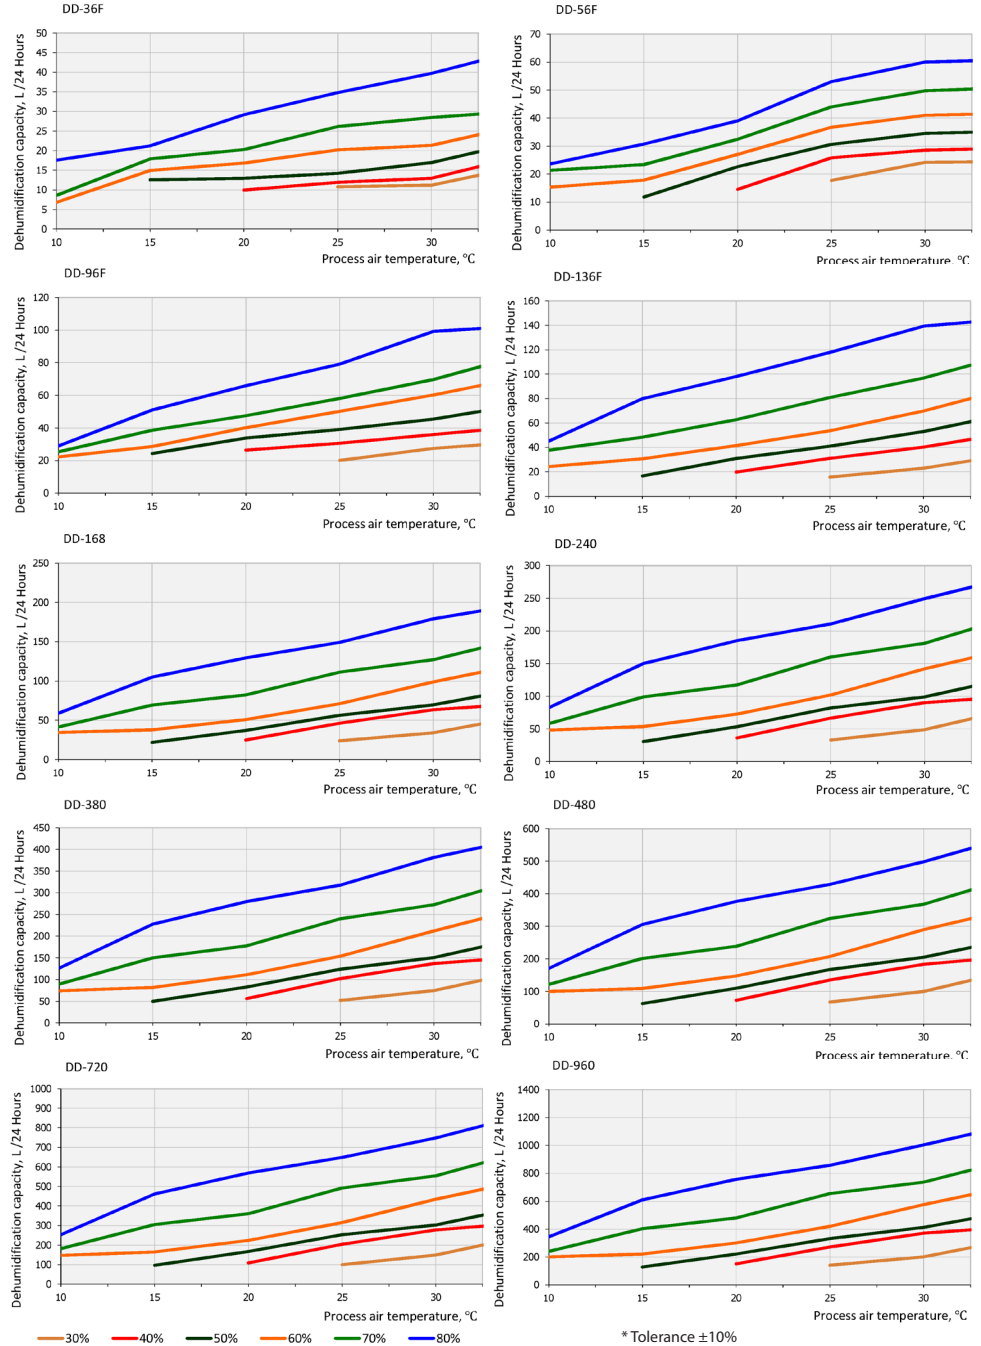 DD-36F
Dehumidification capacity, L /24 Hours
50
45
40
35
30
25
20
15
10
5
0
10 15 20 25 30
Process air temperature, °C
DD-56F
Dehumidification capacity, L /24 Hours
70
60
50
40
30
20
10
0
10 15 20 25 30
Process air temperature, °C
DD-96F
Dehumidification capacity, L /24 Hours
120
100
80
60
40
20
0
10 15 20 25 30
Process air temperature, °C
DD-136F
Dehumidification capacity, L /24 Hours
160
140
120
100
80
60
40
20
0
10 15 20 25 30
Process air temperature, °C
DD-168
Dehumidification capacity, L /24 Hours
250
200
150
100
50
0
10 15 20 25 30
Process air temperature, °C
DD-240
Dehumidification capacity, L /24 Hours
300
250
200
150
100
50
0
10 15 20 25 30
Process air temperature, °C
DD-380
Dehumidification capacity, L /24 Hours
450
400
350
300
250
200
150
100
50
0
10 15 20 25 30
Process air temperature, °C
DD-480
Dehumidification capacity, L /24 Hours
600
500
400
300
200
100
0
10 15 20 25 30
Process air temperature, °C
DD-720
Dehumidification capacity, L /24 Hours
1000
900
800
700
600
500
400
300
200
100
0
10 15 20 25 30
Process air temperature, °C
DD-960
Dehumidification capacity, L /24 Hours
1400
1200
1000
800
600
400
200
0
10 15 20 25 30
Process air temperature, °C
30% 40% 50% 60% 70% 80%
* Tolerance ±10%